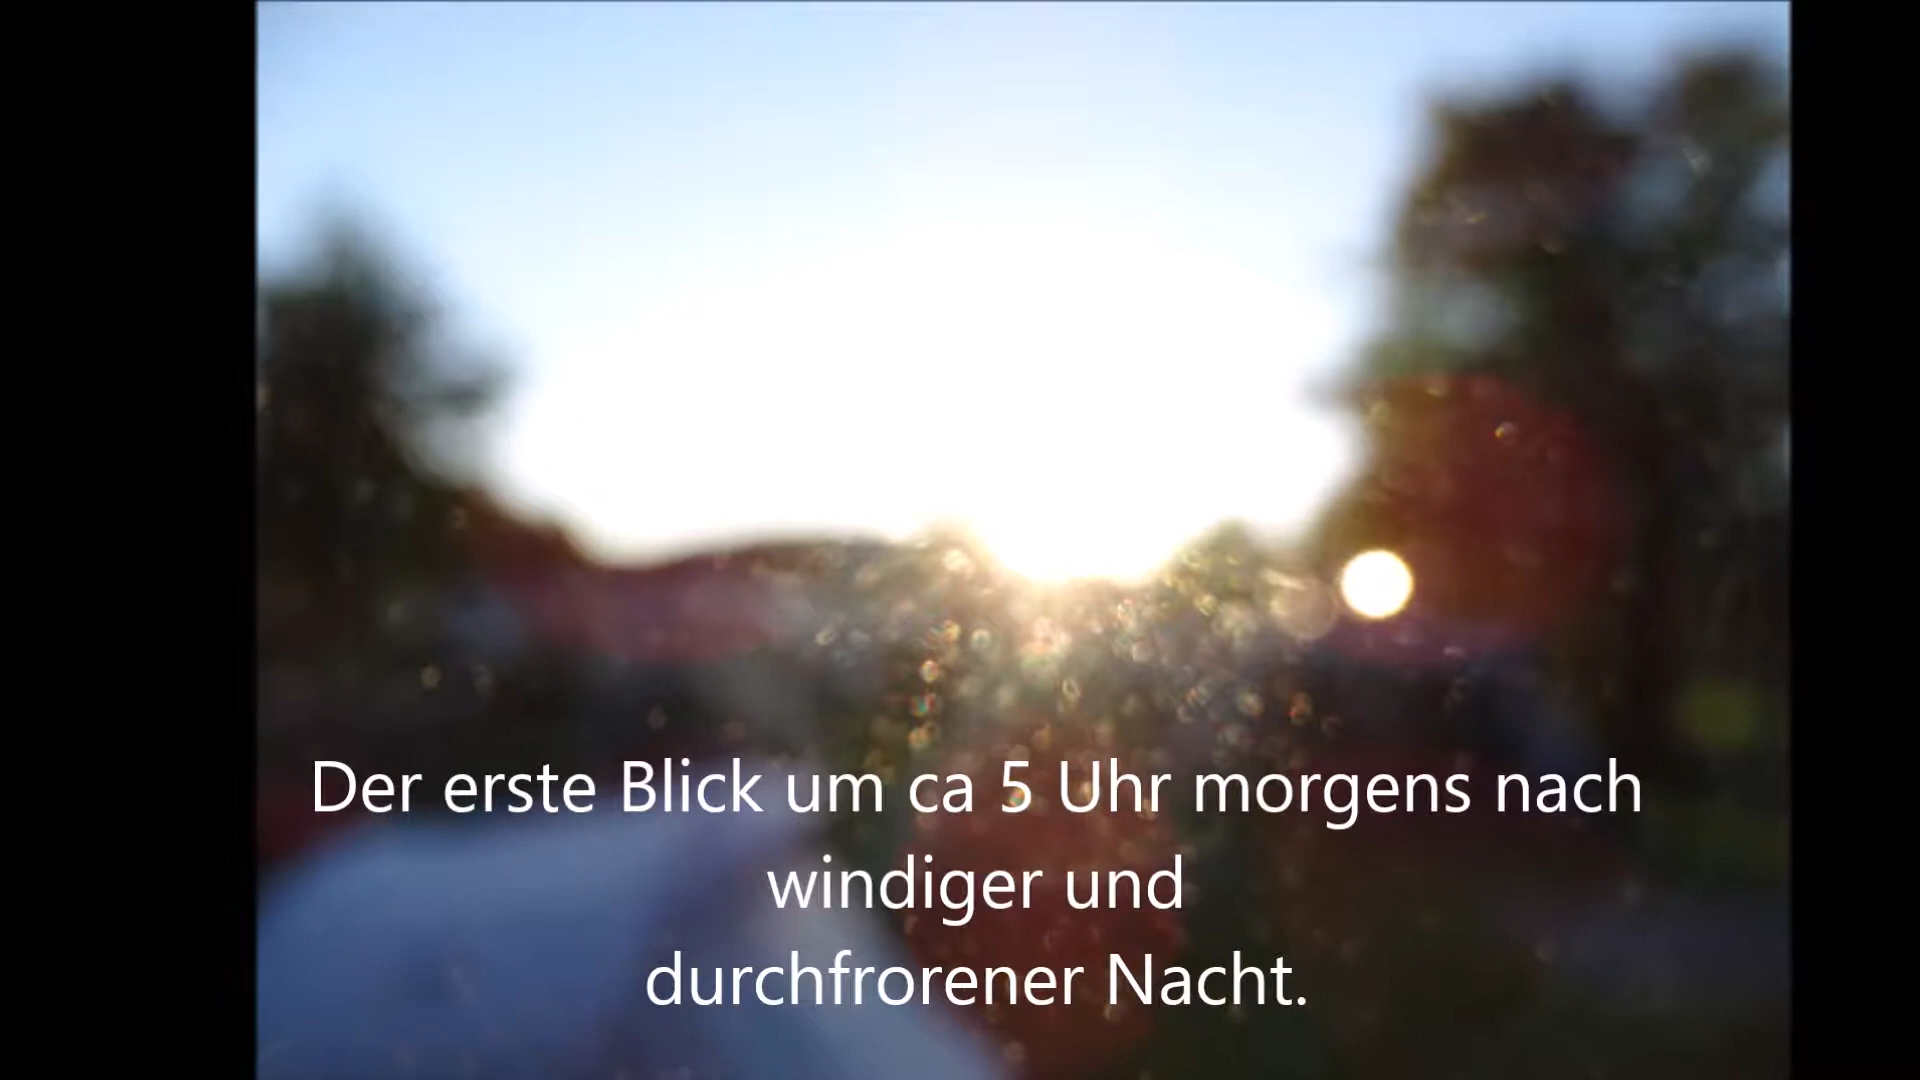 Der erste Blick um ca 5 Uhr morgens nach
windiger und
durchfrorener Nacht.